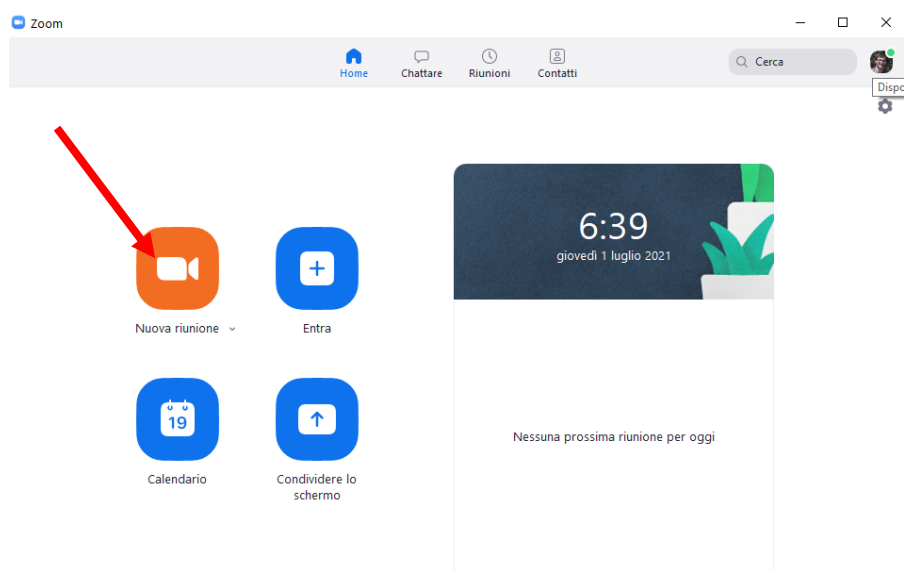 Zoom
Home
Chattare
Riunioni
Contatti
Cerca
Dispo
6:39
giovedì 1 luglio 2021
Nuova riunione
Entra
19
Calendario
Condividere lo
schermo
Nessuna prossima riunione per oggi